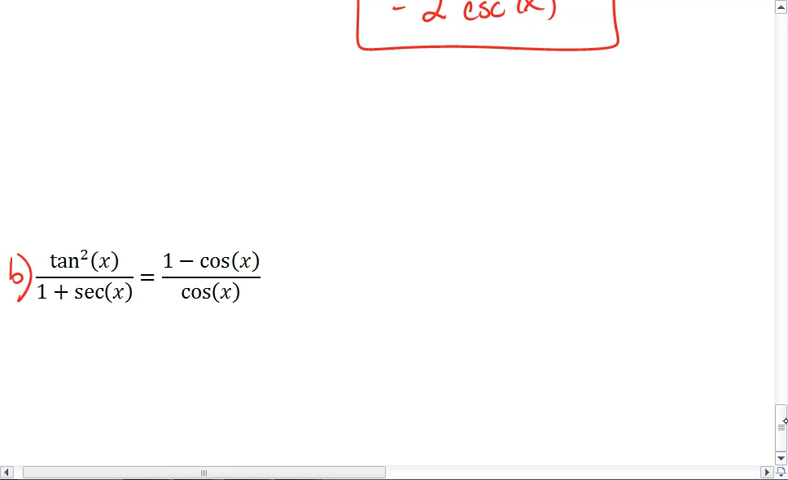 - 2 csc(x)
b) tan²(x) / 1 + sec(x) = 1 − cos(x) / cos(x)